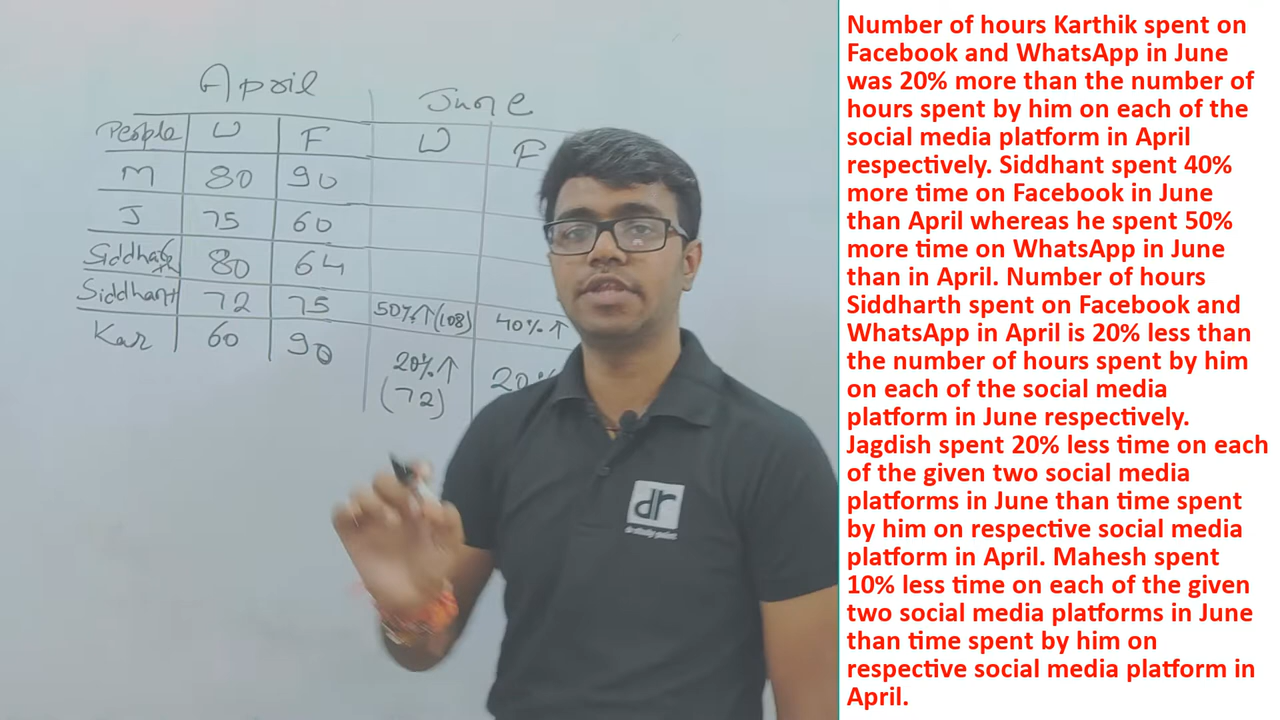 April June
People W F W F
M 80 90
J 75 60
80 64
Siddhant 72 75 50%↑(108) 40%↑
Kar 60 90 20%↑ 20%
(72)
dr
dr study point
Number of hours Karthik spent on
Facebook and WhatsApp in June
was 20% more than the number of
hours spent by him on each of the
social media platform in April
respectively. Siddhant spent 40%
more time on Facebook in June
than April whereas he spent 50%
more time on WhatsApp in June
than in April. Number of hours
Siddharth spent on Facebook and
WhatsApp in April is 20% less than
the number of hours spent by him
on each of the social media
platform in June respectively.
Jagdish spent 20% less time on each
of the given two social media
platforms in June than time spent
by him on respective social media
platform in April. Mahesh spent
10% less time on each of the given
two social media platforms in June
than time spent by him on
respective social media platform in
April.